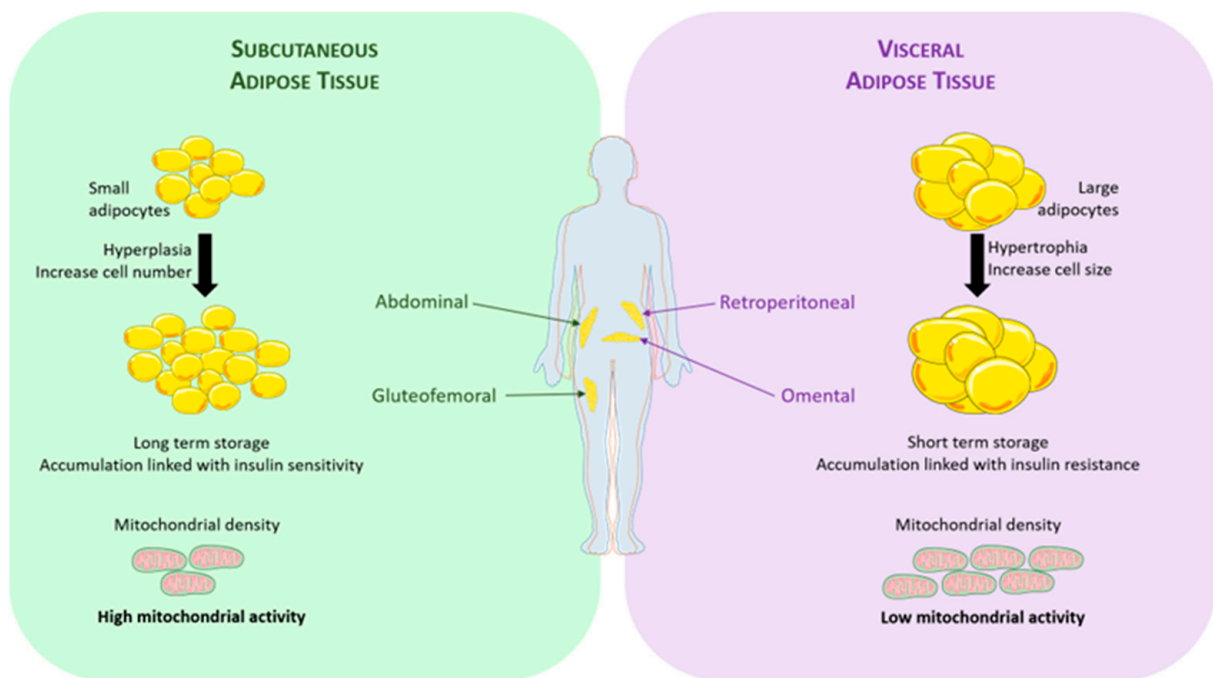 SUBCUTANEOUS
ADIPOSE TISSUE
Small
adipocytes
Hyperplasia
Increase cell number
Long term storage
Accumulation linked with insulin sensitivity
Mitochondrial density
High mitochondrial activity
Abdominal
Gluteofemoral
VISCERAL
ADIPOSE TISSUE
Large
adipocytes
Hypertrophia
Increase cell size
Retroperitoneal
Omental
Short term storage
Accumulation linked with insulin resistance
Mitochondrial density
Low mitochondrial activity